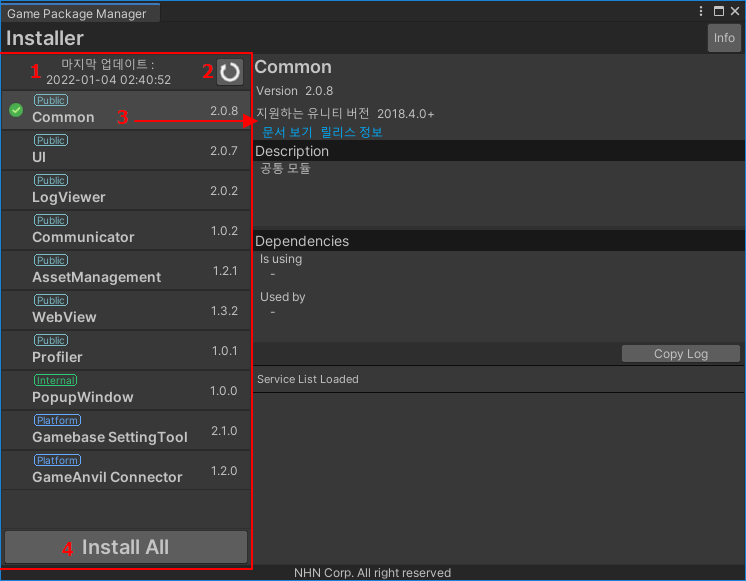 Game Package Manager
Installer
Info
1
마지막 업데이트 :
2022-01-04 02:40:52
2
Public
Common
2.0.8
3
Public
UI
2.0.7
Public
LogViewer
2.0.2
Public
Communicator
1.0.2
Public
AssetManagement
1.2.1
Public
WebView
1.3.2
Public
Profiler
1.0.1
Internal
PopupWindow
1.0.0
Platform
Gamebase SettingTool
2.1.0
Platform
GameAnvil Connector
1.2.0
4
Install All
Common
Version 2.0.8
지원하는 유니티 버전 2018.4.0+
문서 보기 릴리스 정보
Description
공통 모듈
Dependencies
Is using
-
Used by
-
Copy Log
Service List Loaded
NHN Corp. All right reserved